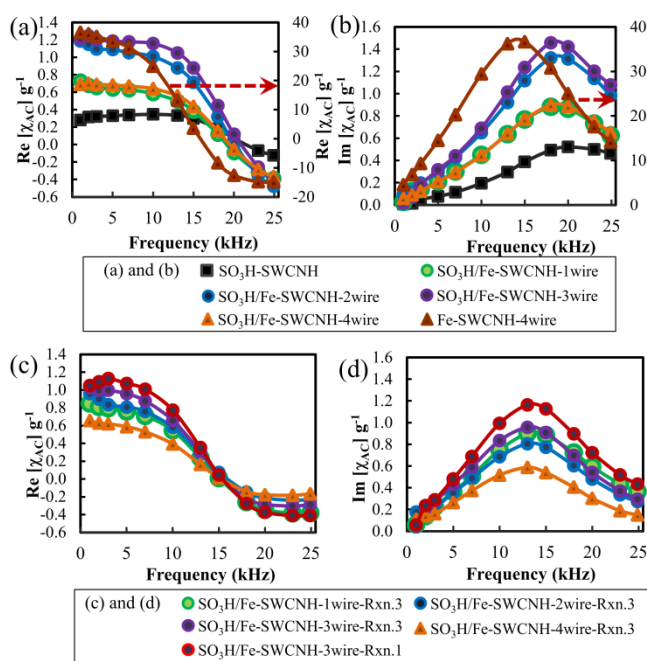 (a)
Re [χAC] g⁻¹
1.4
1.2
1.0
0.8
0.6
0.4
0.2
0.0
-0.2
-0.4
-0.6
0 5 10 15 20 25
Frequency (kHz)
40
30
20
10
0
-10
-20
Re [χAC] g⁻¹
(b)
Im [χAC] g⁻¹
1.6
1.4
1.2
1.0
0.8
0.6
0.4
0.2
0.0
0 5 10 15 20 25
Frequency (kHz)
40
30
20
10
0
(a) and (b)
SO₃H-SWCNH
SO₃H/Fe-SWCNH-1wire
SO₃H/Fe-SWCNH-2wire
SO₃H/Fe-SWCNH-3wire
SO₃H/Fe-SWCNH-4wire
Fe-SWCNH-4wire
(c)
Re [χAC] g⁻¹
1.4
1.2
1.0
0.8
0.6
0.4
0.2
-0.0
-0.2
-0.4
-0.6
0 5 10 15 20 25
Frequency (kHz)
(d)
Im [χAC] g⁻¹
1.6
1.4
1.2
1.0
0.8
0.6
0.4
0.2
0.0
0 5 10 15 20 25
Frequency (kHz)
(c) and (d)
SO₃H/Fe-SWCNH-1wire-Rxn.3
SO₃H/Fe-SWCNH-2wire-Rxn.3
SO₃H/Fe-SWCNH-3wire-Rxn.3
SO₃H/Fe-SWCNH-4wire-Rxn.3
SO₃H/Fe-SWCNH-3wire-Rxn.1